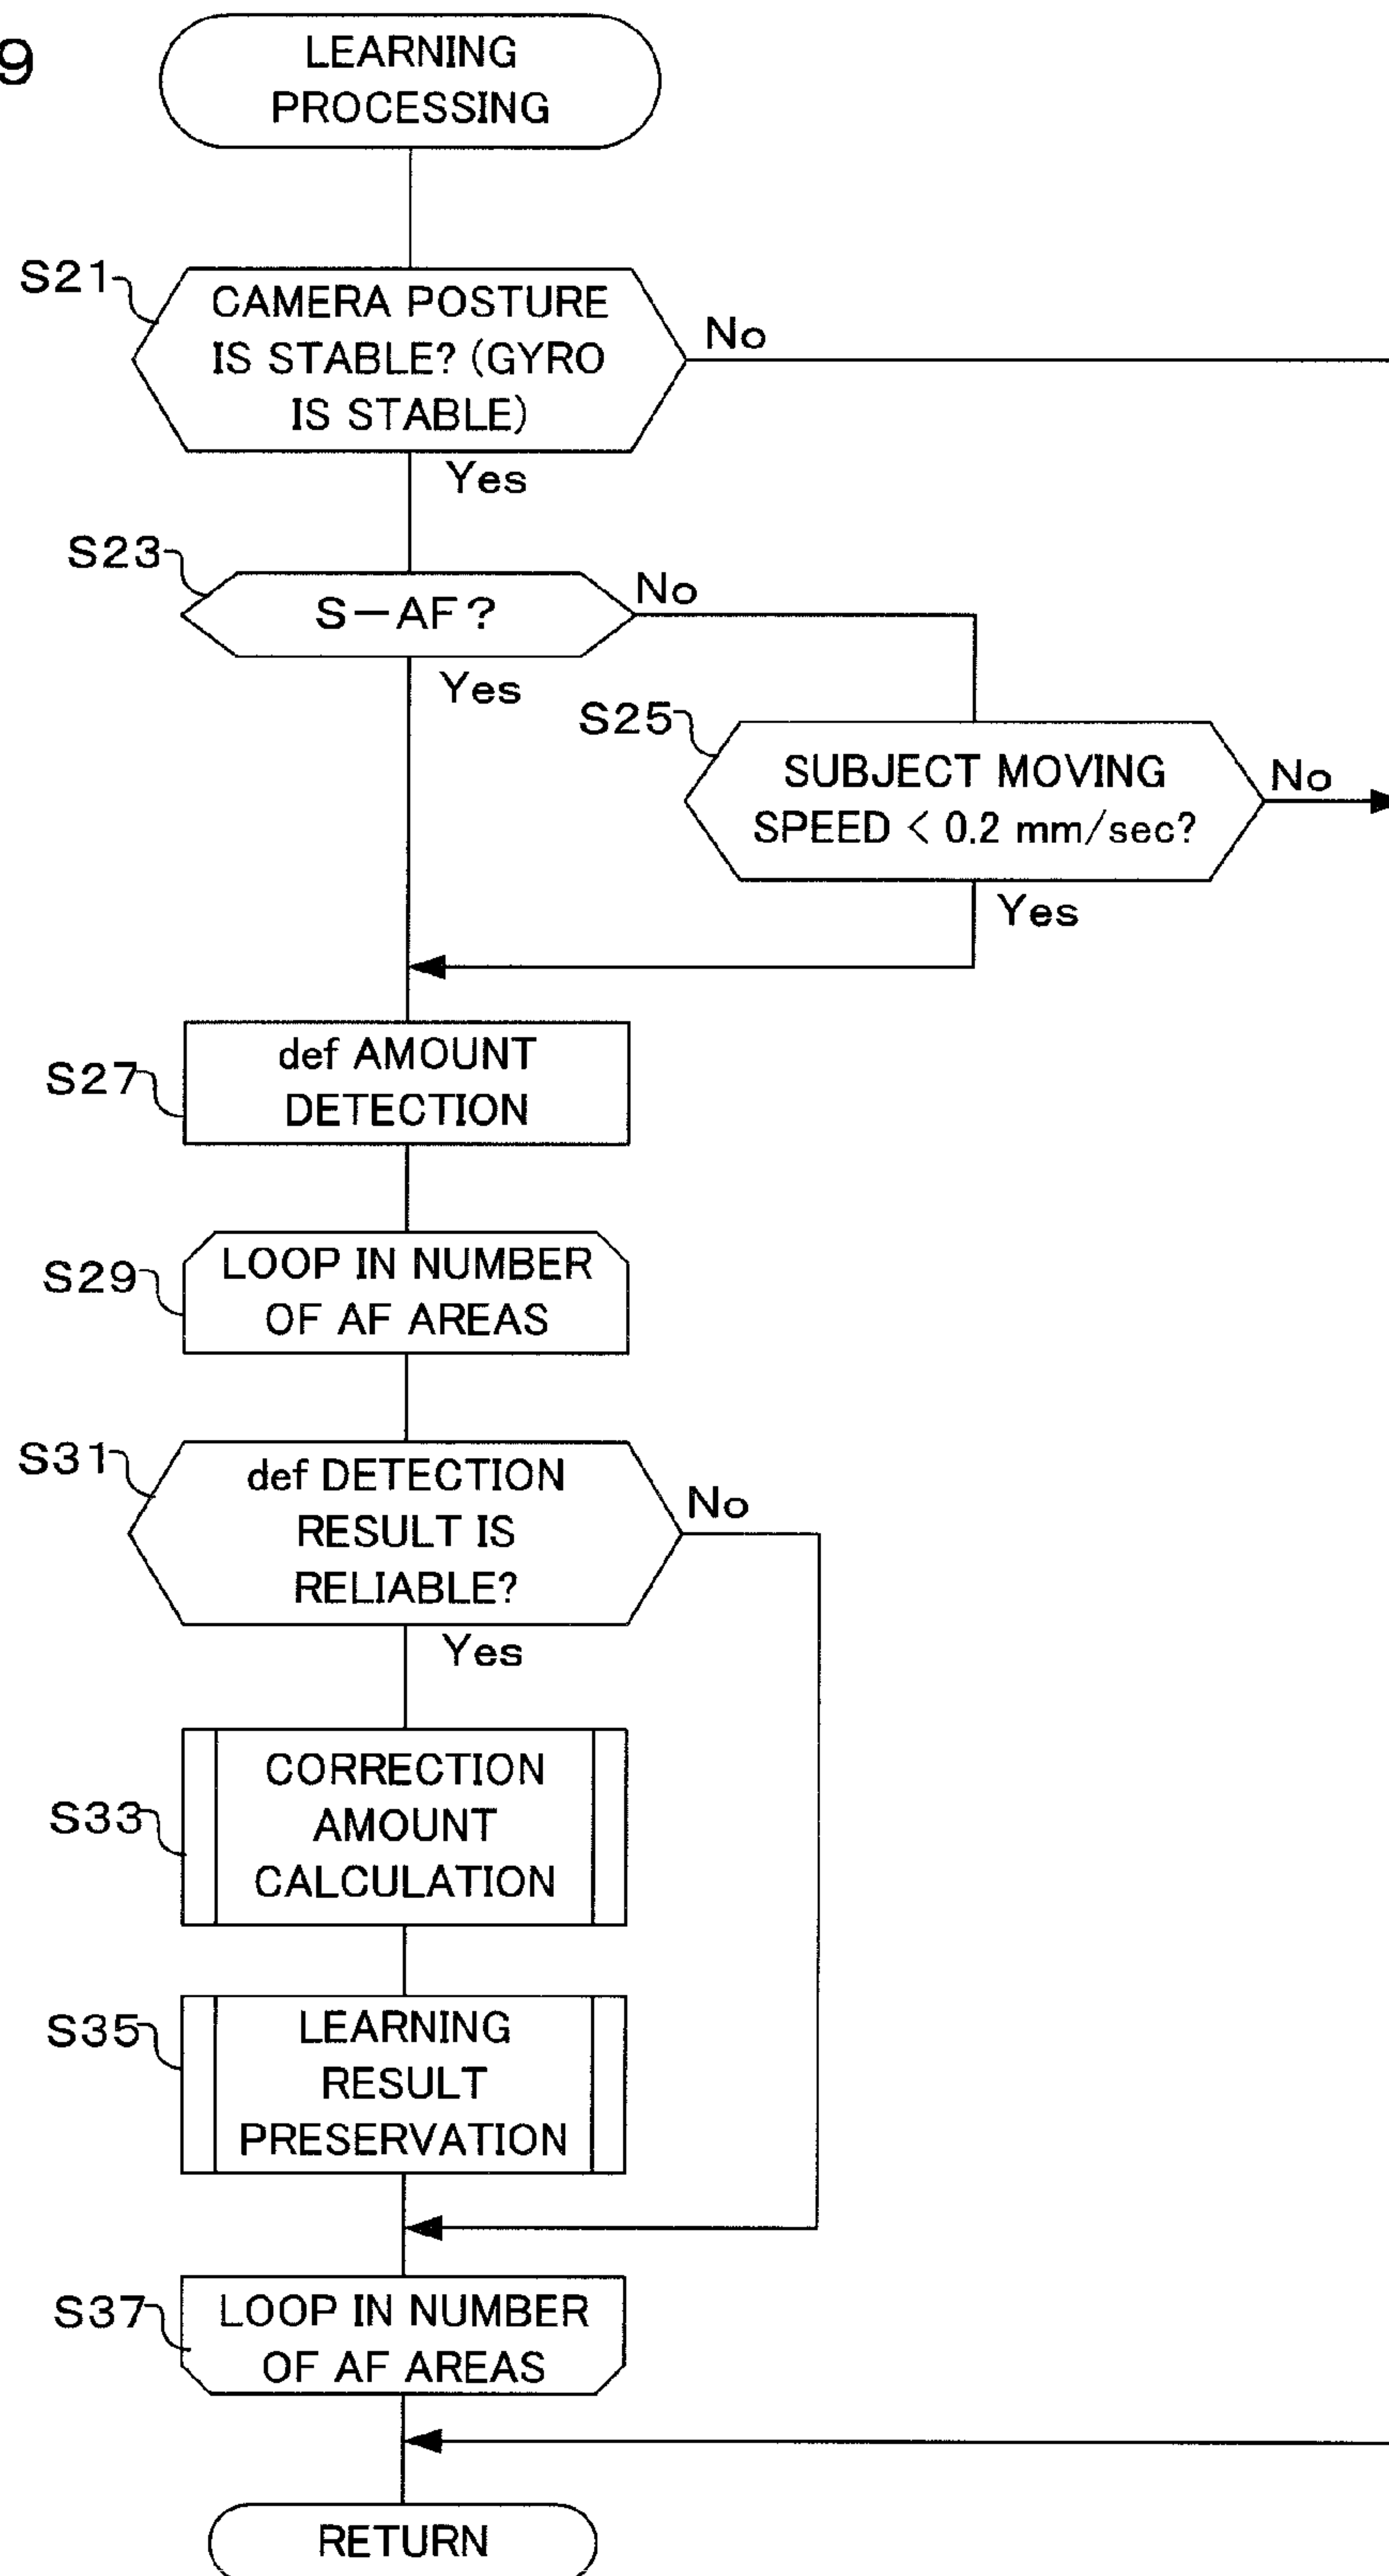 9
LEARNING
PROCESSING
S21
CAMERA POSTURE
IS STABLE? (GYRO
IS STABLE)
No
Yes
S23
S-AF?
No
Yes
S25
SUBJECT MOVING
SPEED < 0.2 mm/sec?
No
Yes
S27
def AMOUNT
DETECTION
S29
LOOP IN NUMBER
OF AF AREAS
S31
def DETECTION
RESULT IS
RELIABLE?
No
Yes
S33
CORRECTION
AMOUNT
CALCULATION
S35
LEARNING
RESULT
PRESERVATION
S37
LOOP IN NUMBER
OF AF AREAS
RETURN